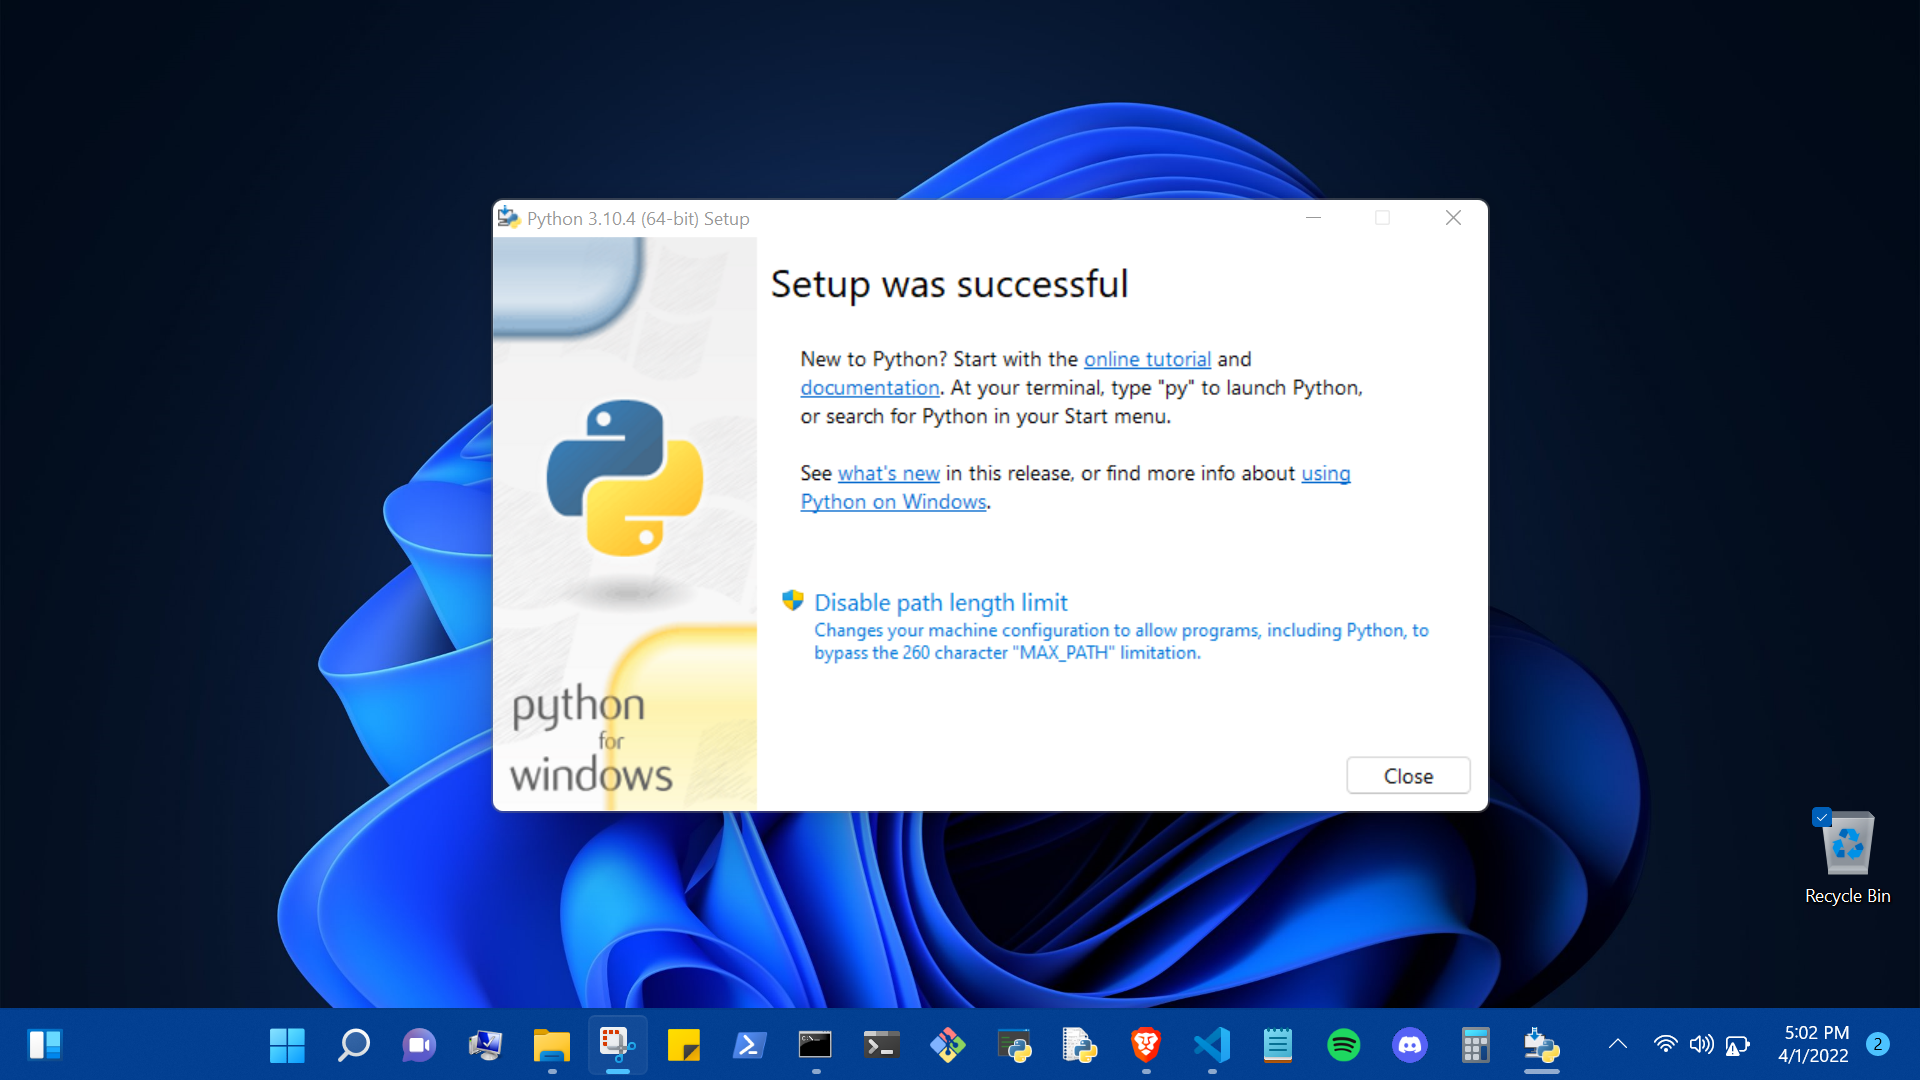 Python 3.10.4 (64-bit) Setup
Setup was successful
New to Python? Start with the online tutorial and
documentation. At your terminal, type "py" to launch Python,
or search for Python in your Start menu.
See what's new in this release, or find more info about using
Python on Windows.
Disable path length limit
Changes your machine configuration to allow programs, including Python, to
bypass the 260 character "MAX_PATH" limitation.
python
for
windows
Close
Recycle Bin
5:02 PM
4/1/2022
2